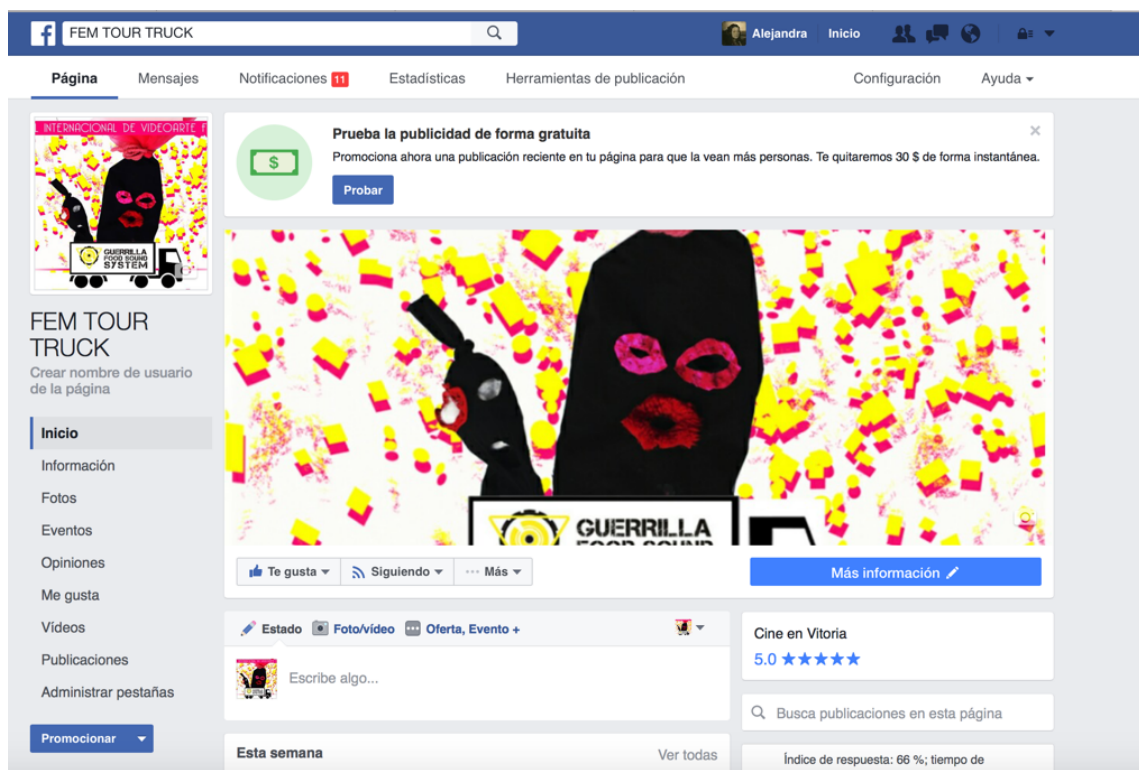 FEM TOUR TRUCK
Alejandra Inicio
Página Mensajes Notificaciones 11 Estadísticas Herramientas de publicación Configuración Ayuda
L INTERNACIONAL DE VIDEOARTE F
GUERRILLA
FOOD SOUND
SYSTEM
FEM TOUR
TRUCK
Crear nombre de usuario
de la página
Inicio
Información
Fotos
Eventos
Opiniones
Me gusta
Vídeos
Publicaciones
Administrar pestañas
Promocionar
Prueba la publicidad de forma gratuita
Promociona ahora una publicación reciente en tu página para que la vean más personas. Te quitaremos 30 $ de forma instantánea.
Probar
GUERRILLA
FOOD SOUND
Te gusta Siguiendo Más
Más información
Estado Foto/vídeo Oferta, Evento +
Escribe algo...
Esta semana Ver todas
Cine en Vitoria
5.0 ★★★★★
Busca publicaciones en esta página
Índice de respuesta: 66 %; tiempo de